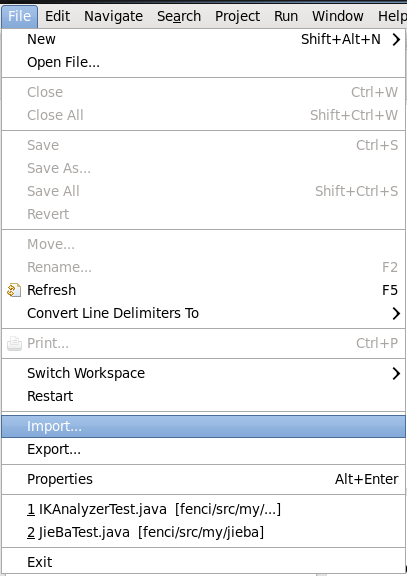 File Edit Navigate Search Project Run Window Help
New Shift+Alt+N
Open File...
Close Ctrl+W
Close All Shift+Ctrl+W
Save Ctrl+S
Save As...
Save All Shift+Ctrl+S
Revert
Move...
Rename... F2
Refresh F5
Convert Line Delimiters To
Print... Ctrl+P
Switch Workspace
Restart
Import...
Export...
Properties Alt+Enter
1 IKAnalyzerTest.java [fenci/src/my/...]
2 JieBaTest.java [fenci/src/my/jieba]
Exit